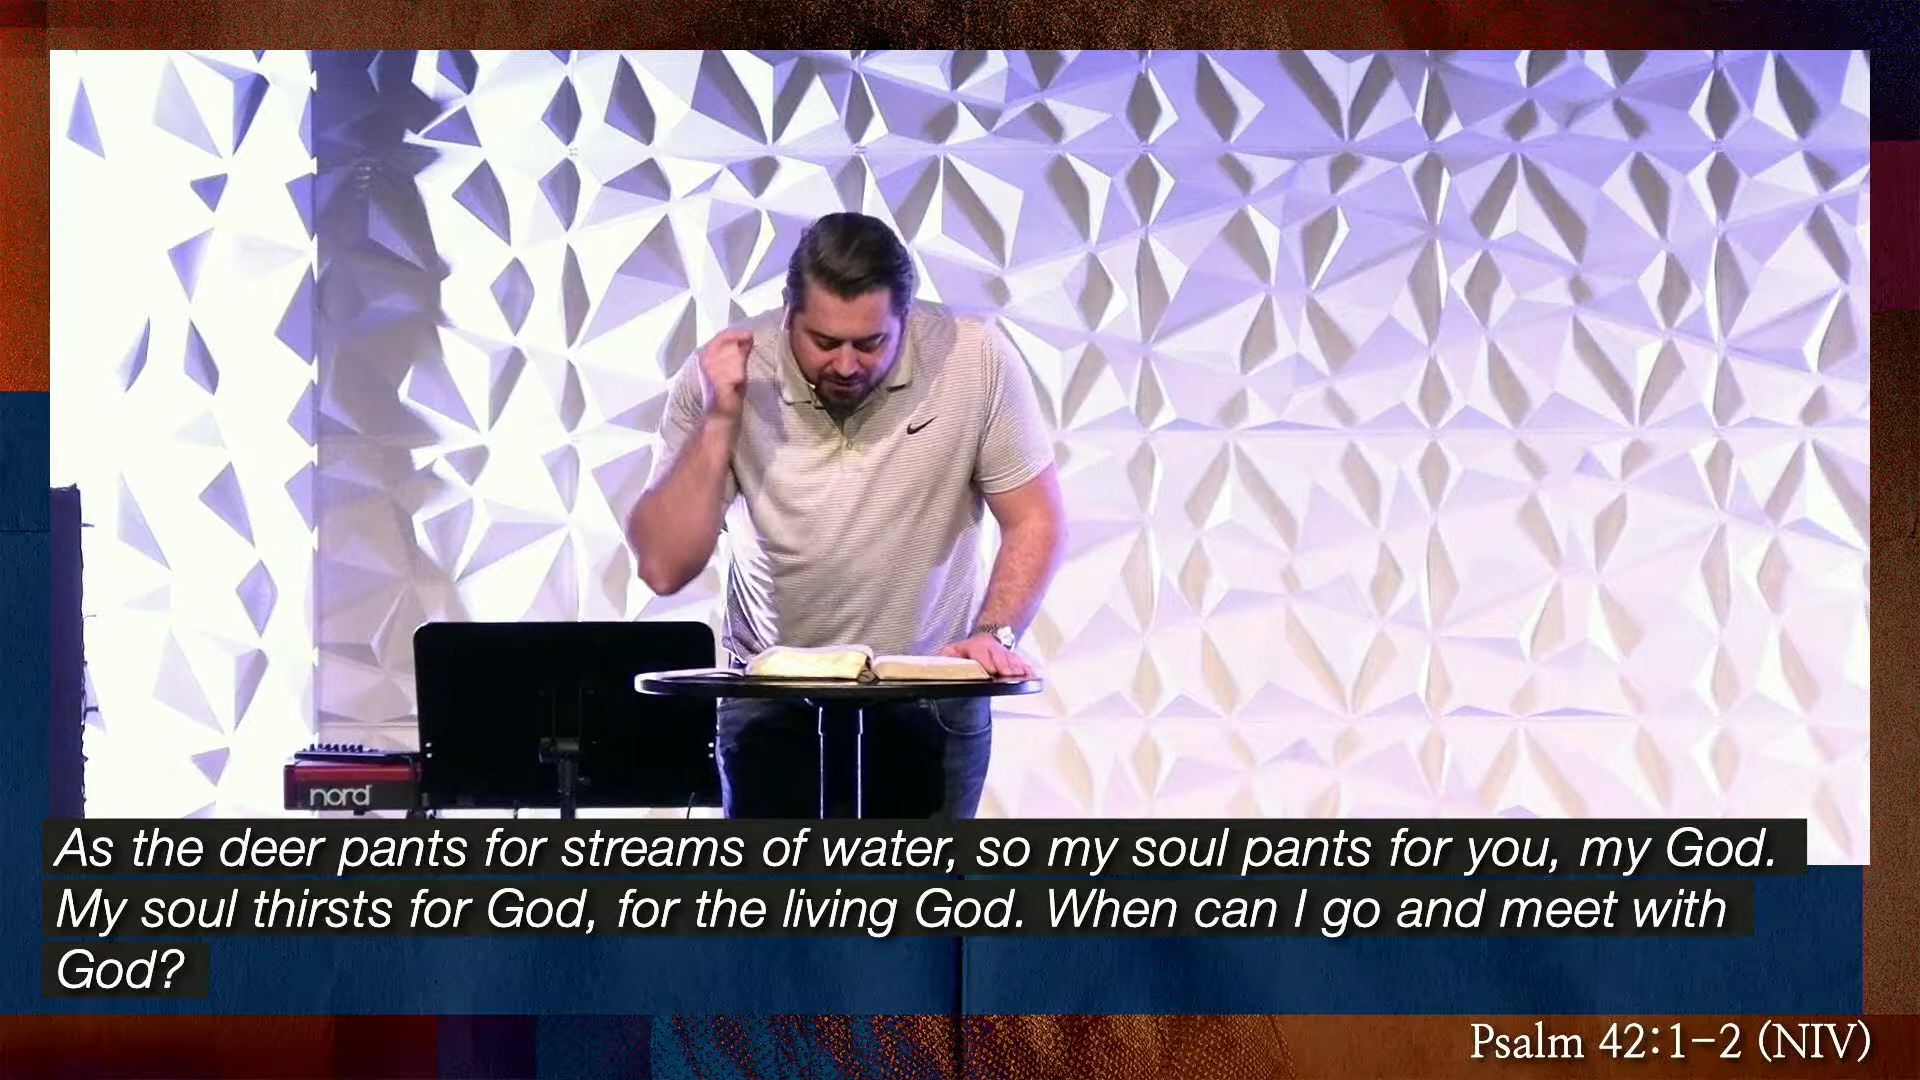 nord
As the deer pants for streams of water, so my soul pants for you, my God.
My soul thirsts for God, for the living God. When can I go and meet with
God?
Psalm 42:1-2 (NIV)